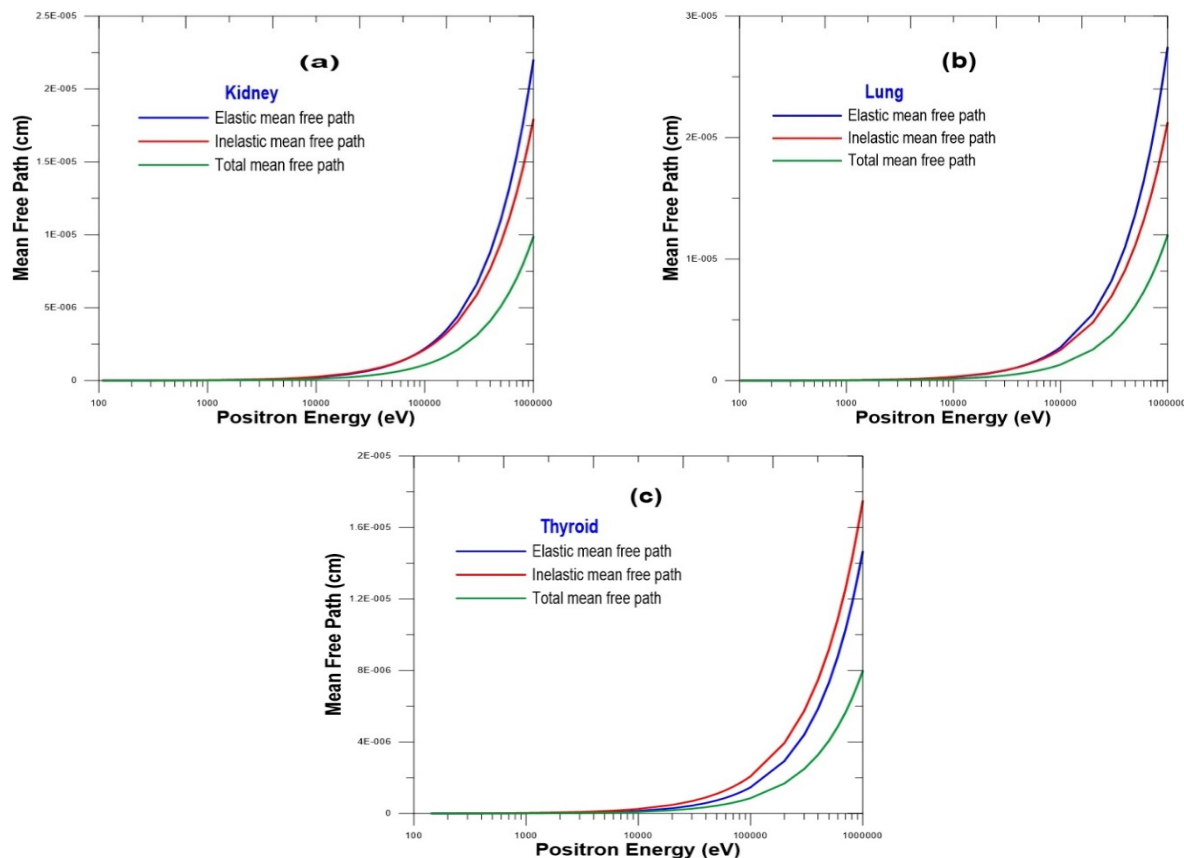 (a)
Kidney
Elastic mean free path
Inelastic mean free path
Total mean free path
Mean Free Path (cm)
2.5E-005
2E-005
1.5E-005
1E-005
5E-006
0
100
1000
10000
100000
1000000
Positron Energy (eV)
(b)
Lung
Elastic mean free path
Inelastic mean free path
Total mean free path
Mean Free Path (cm)
3E-005
2E-005
1E-005
0
100
1000
10000
100000
1000000
Positron Energy (eV)
(c)
Thyroid
Elastic mean free path
Inelastic mean free path
Total mean free path
Mean Free Path (cm)
2E-005
1.6E-005
1.2E-005
8E-006
4E-006
0
100
1000
10000
100000
1000000
Positron Energy (eV)